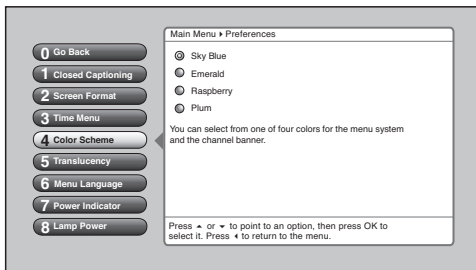 Main Menu ▸ Preferences
0 Go Back
1 Closed Captioning
2 Screen Format
3 Time Menu
4 Color Scheme
5 Translucency
6 Menu Language
7 Power Indicator
8 Lamp Power
Sky Blue
Emerald
Raspberry
Plum
You can select from one of four colors for the menu system
and the channel banner.
Press ▲ or ▼ to point to an option, then press OK to
select it. Press ◀ to return to the menu.